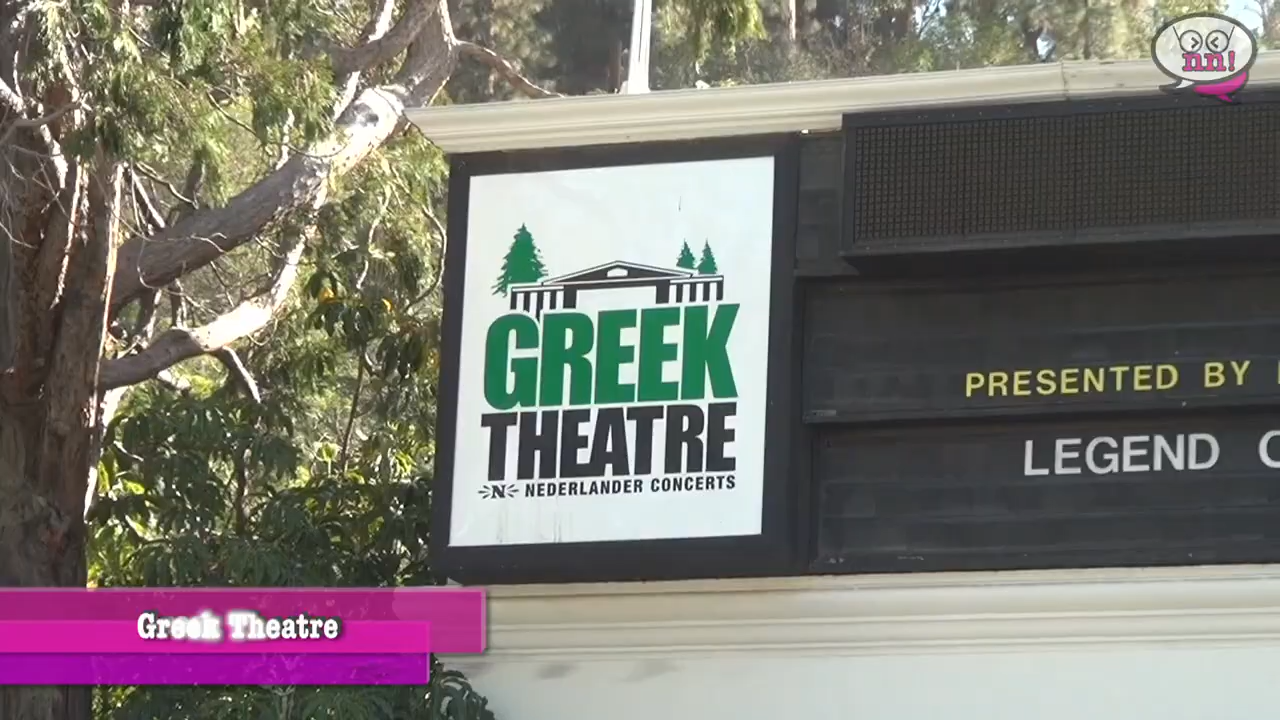 nn!
GREEK
THEATRE
N NEDERLANDER CONCERTS
PRESENTED BY
LEGEND
Greek Theatre